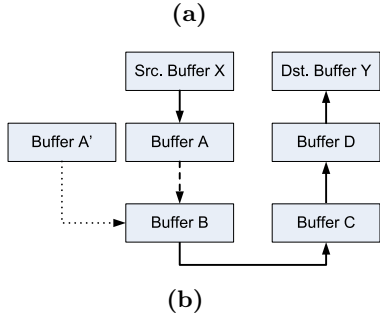 (a)
Src. Buffer X
Dst. Buffer Y
Buffer A'
Buffer A
Buffer D
Buffer B
Buffer C
(b)